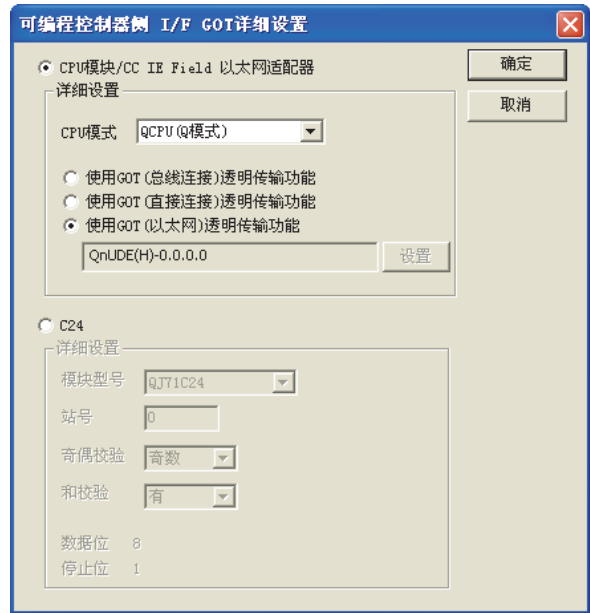 可编程控制器侧 I/F GOT详细设置
CPU模块/CC IE Field 以太网适配器
确定
详细设置
取消
CPU模式 QCPU(Q模式)
使用GOT(总线连接)透明传输功能
使用GOT(直接连接)透明传输功能
使用GOT(以太网)透明传输功能
QnUDE(H)-0.0.0.0 设置
C24
详细设置
模块型号 QJ71C24
站号 0
奇偶校验 奇数
和校验 有
数据位 8
停止位 1